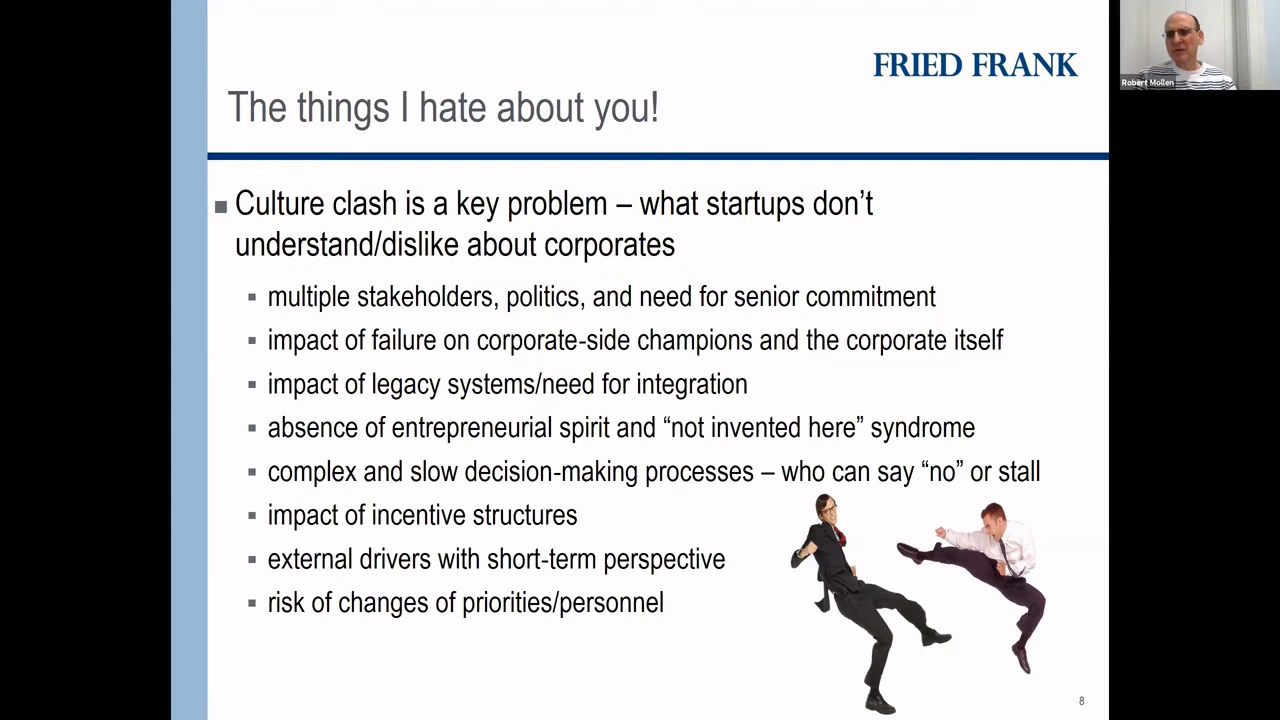 FRIED FRANK
Robert Mollen
The things I hate about you!
Culture clash is a key problem – what startups don’t
understand/dislike about corporates
multiple stakeholders, politics, and need for senior commitment
impact of failure on corporate-side champions and the corporate itself
impact of legacy systems/need for integration
absence of entrepreneurial spirit and “not invented here” syndrome
complex and slow decision-making processes – who can say “no” or stall
impact of incentive structures
external drivers with short-term perspective
risk of changes of priorities/personnel
8